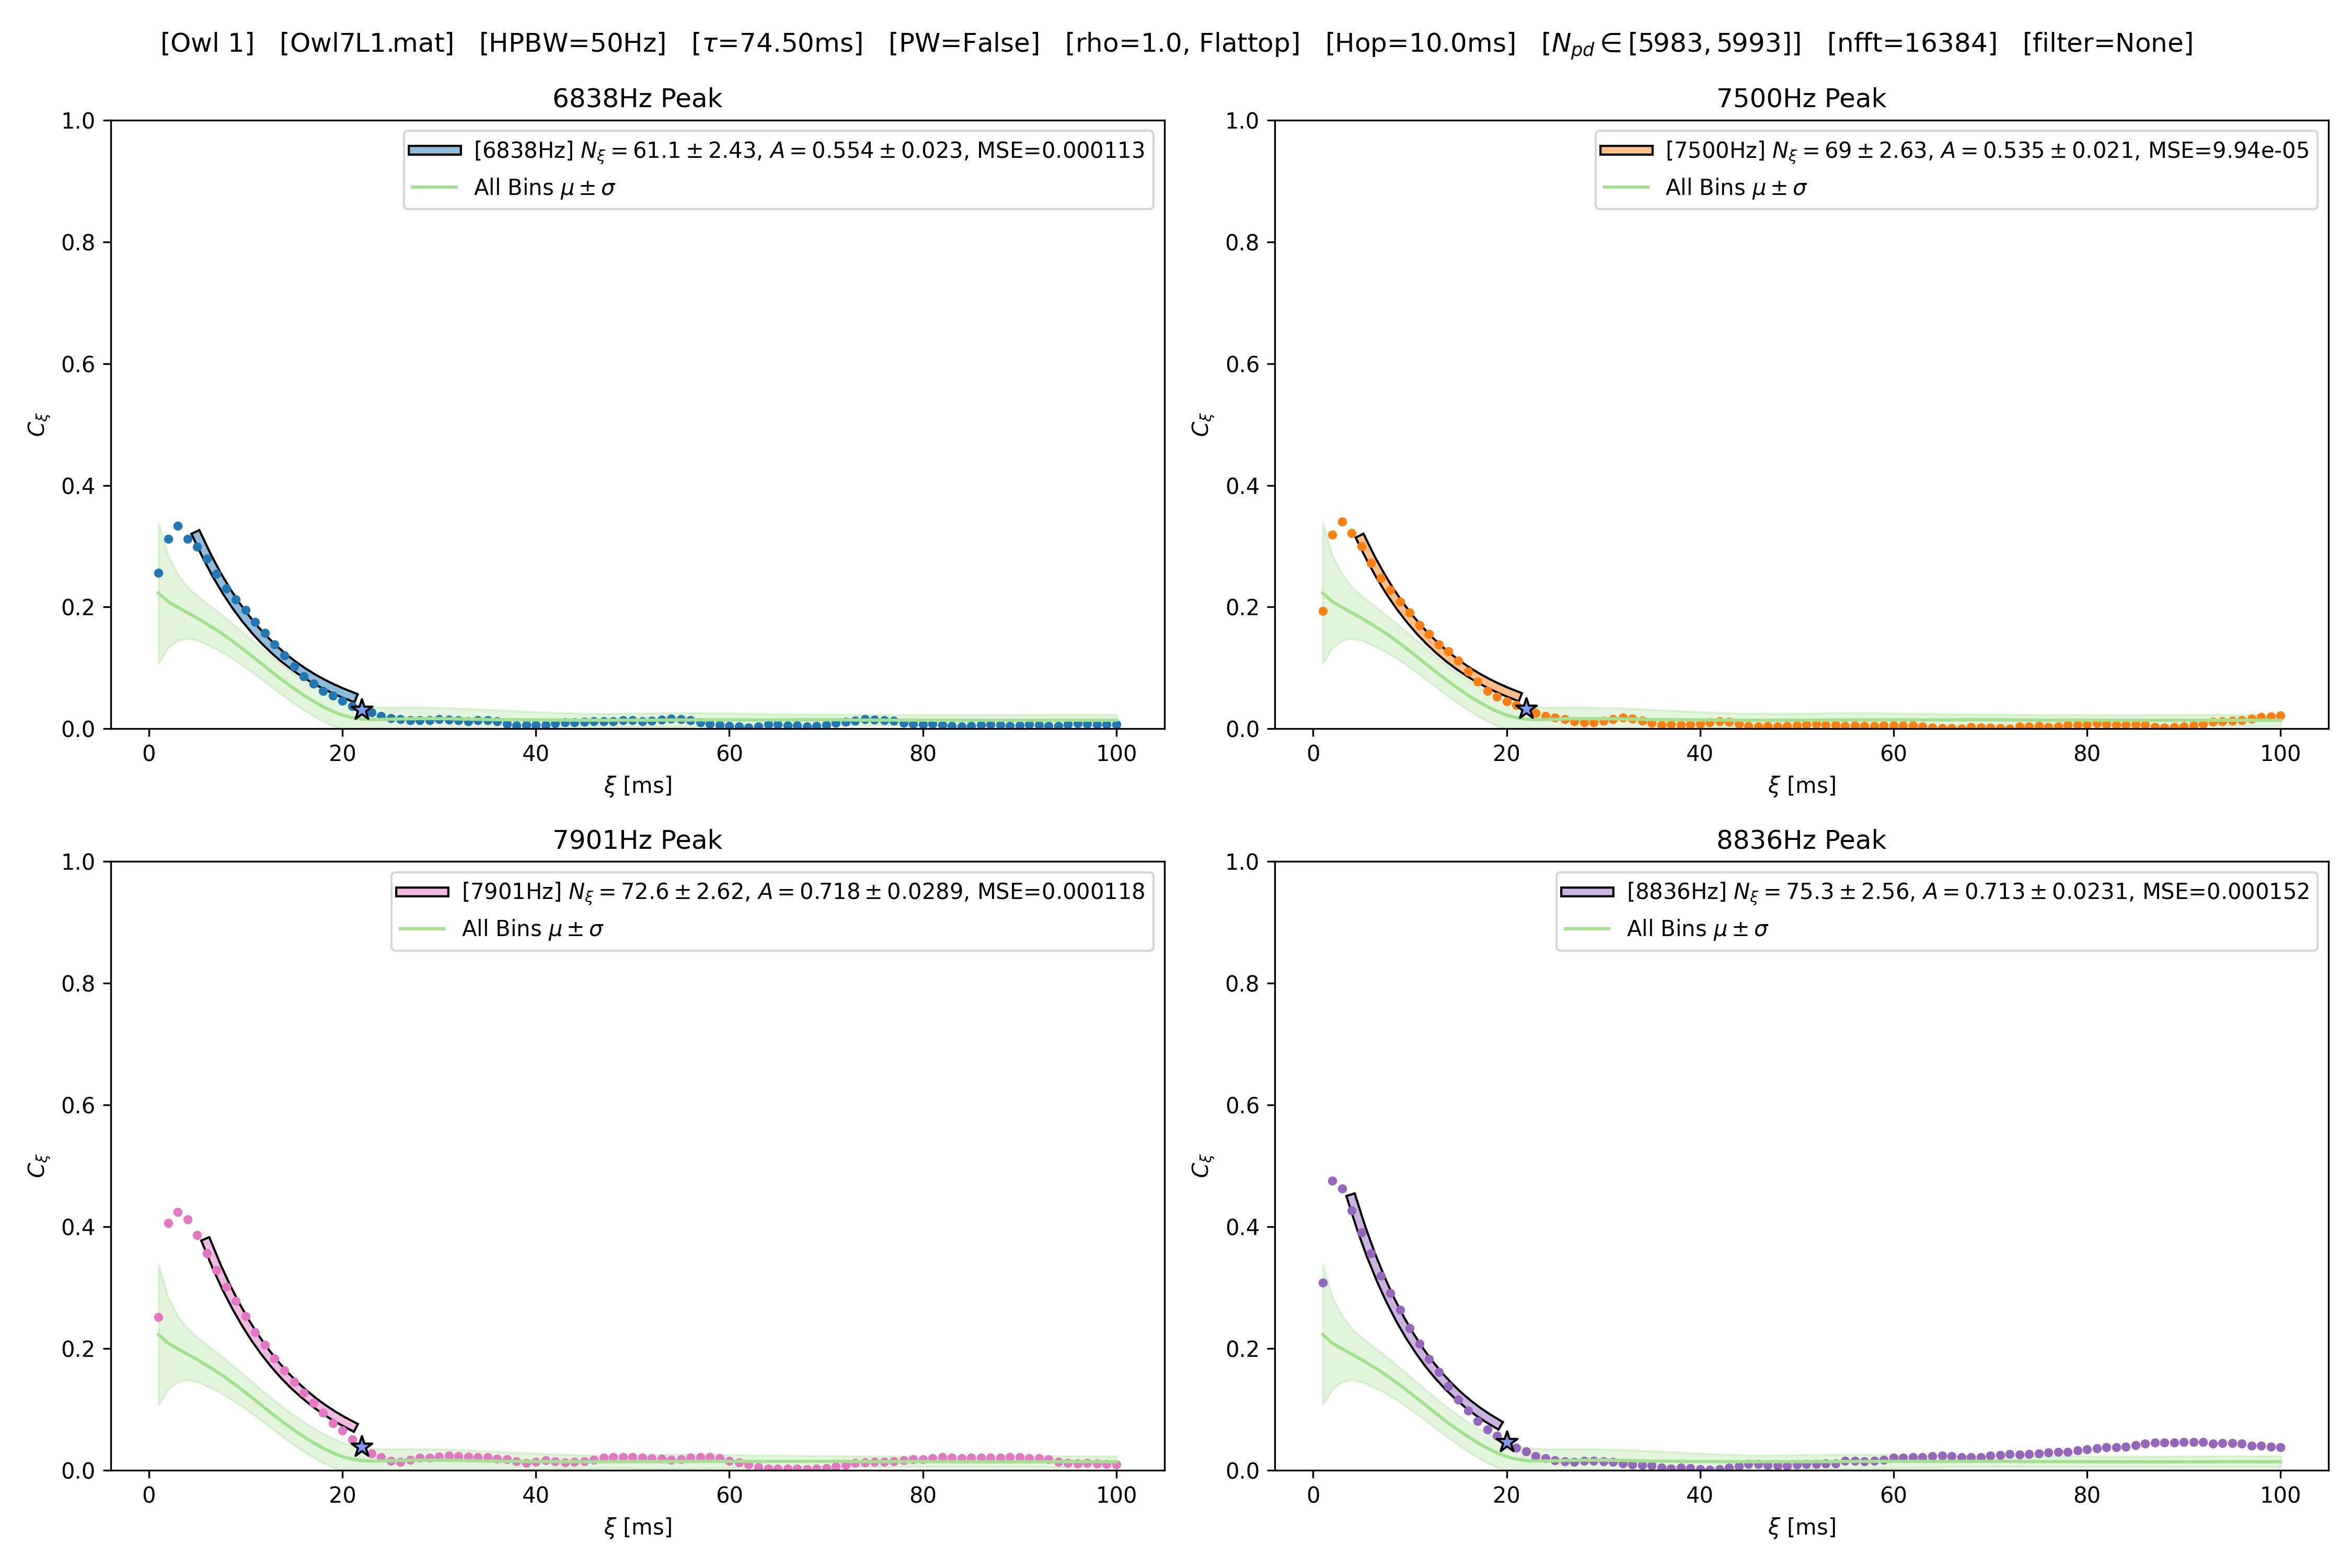 [Owl 1] [Owl7L1.mat] [HPBW=50Hz] [τ=74.50ms] [PW=False] [rho=1.0, Flattop] [Hop=10.0ms] [N_pd ∈ [5983, 5993]] [nfft=16384] [filter=None]
6838Hz Peak
[6838Hz] N_ξ = 61.1 ± 2.43, A = 0.554 ± 0.023, MSE=0.000113
All Bins μ ± σ
1.0
0.8
0.6
0.4
0.2
0.0
C_ξ
0 20 40 60 80 100
ξ [ms]
7500Hz Peak
[7500Hz] N_ξ = 69 ± 2.63, A = 0.535 ± 0.021, MSE=9.94e-05
All Bins μ ± σ
1.0
0.8
0.6
0.4
0.2
0.0
C_ξ
0 20 40 60 80 100
ξ [ms]
7901Hz Peak
[7901Hz] N_ξ = 72.6 ± 2.62, A = 0.718 ± 0.0289, MSE=0.000118
All Bins μ ± σ
1.0
0.8
0.6
0.4
0.2
0.0
C_ξ
0 20 40 60 80 100
ξ [ms]
8836Hz Peak
[8836Hz] N_ξ = 75.3 ± 2.56, A = 0.713 ± 0.0231, MSE=0.000152
All Bins μ ± σ
1.0
0.8
0.6
0.4
0.2
0.0
C_ξ
0 20 40 60 80 100
ξ [ms]